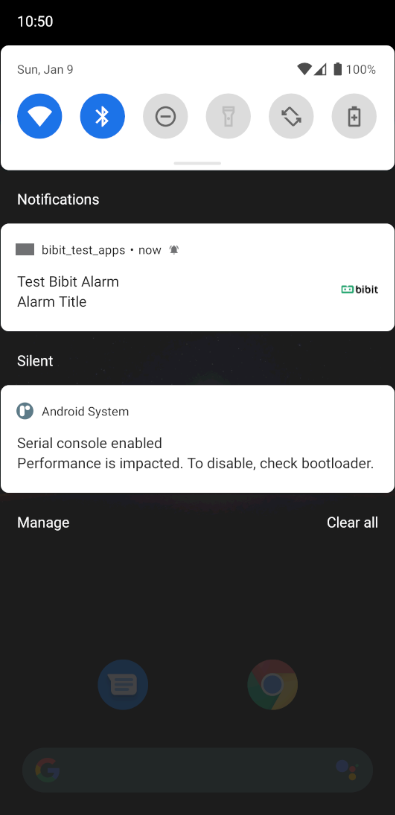 10:50
Sun, Jan 9
100%
Notifications
bibit_test_apps • now
Test Bibit Alarm
Alarm Title
bibit
Silent
Android System
Serial console enabled
Performance is impacted. To disable, check bootloader.
Manage
Clear all